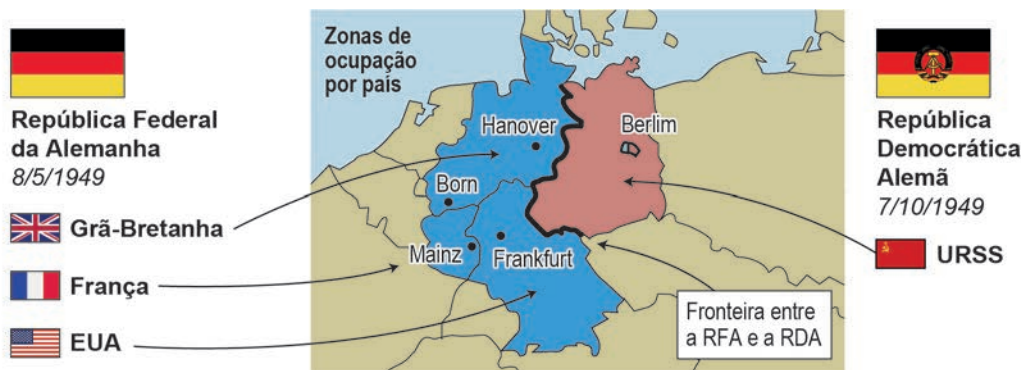 República Federal
da Alemanha
8/5/1949
Grã-Bretanha
França
EUA
Zonas de
ocupação
por país
Hanover
Berlim
Born
Mainz
Frankfurt
Fronteira entre
a RFA e a RDA
República
Democrática
Alemã
7/10/1949
URSS